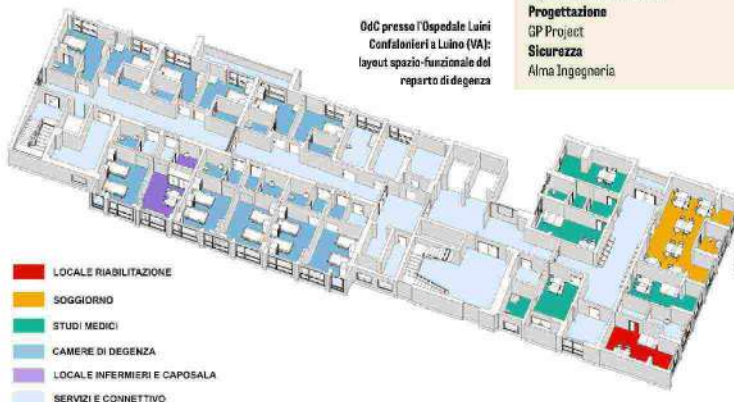 OdC presso l'Ospedale Luini
Confalonieri a Luino (VA):
layout spazio-funzionale del
reparto di degenza
Progettazione
GP Project
Sicurezza
Alma Ingegneria
LOCALE RIABILITAZIONE
SOGGIORNO
STUDI MEDICI
CAMERE DI DEGENZA
LOCALE INFERMIERI E CAPOSALA
SERVIZI E CONNETTIVO